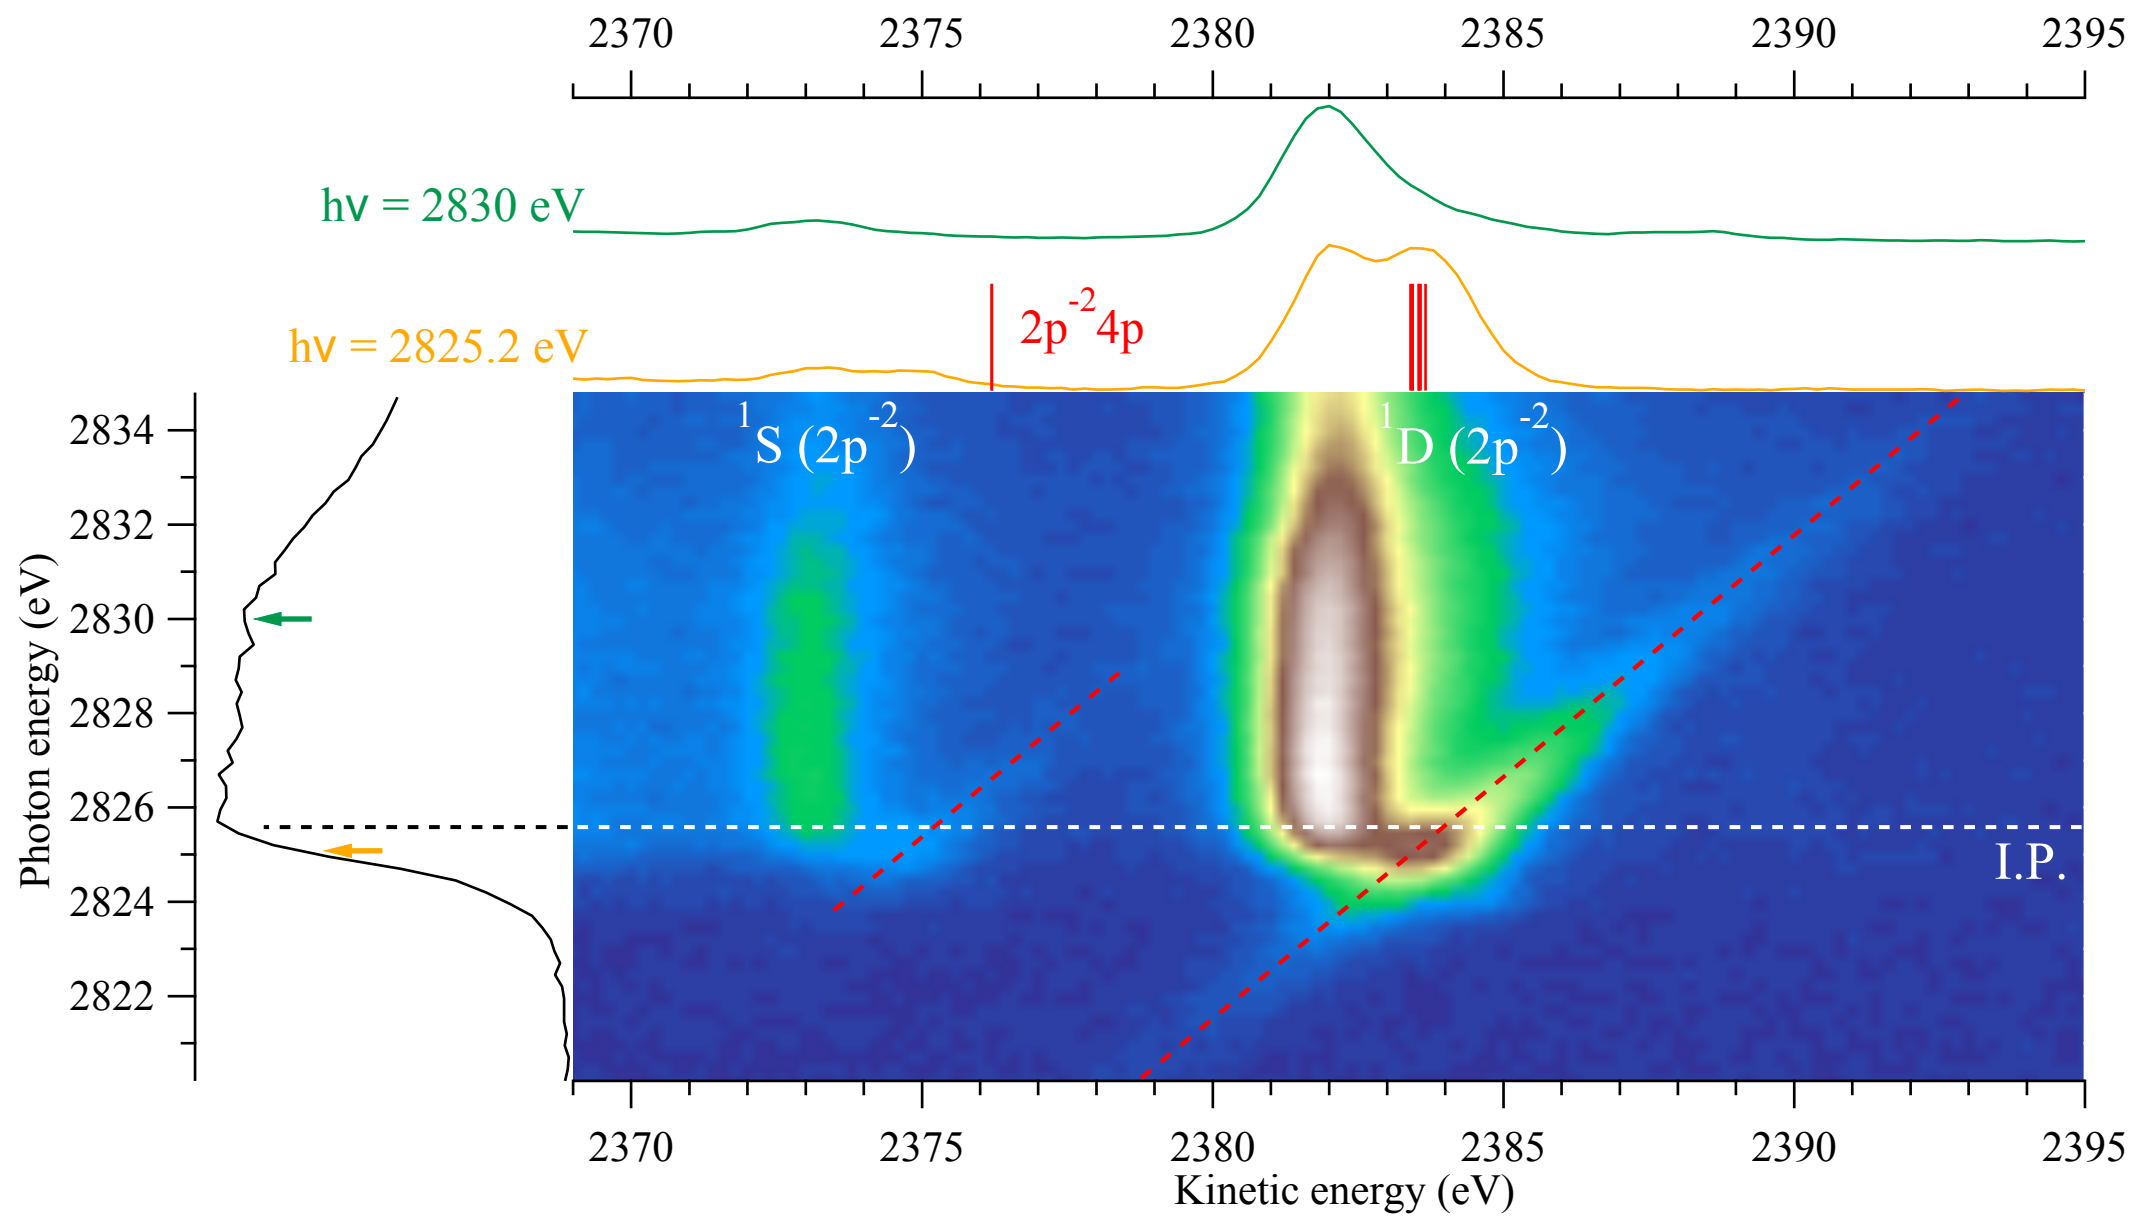 2370 2375 2380 2385 2390 2395
hν = 2830 eV
hν = 2825.2 eV
2p⁻²4p
¹S (2p⁻²)
¹D (2p⁻²)
I.P.
Photon energy (eV)
2834
2832
2830
2828
2826
2824
2822
2370 2375 2380 2385 2390 2395
Kinetic energy (eV)